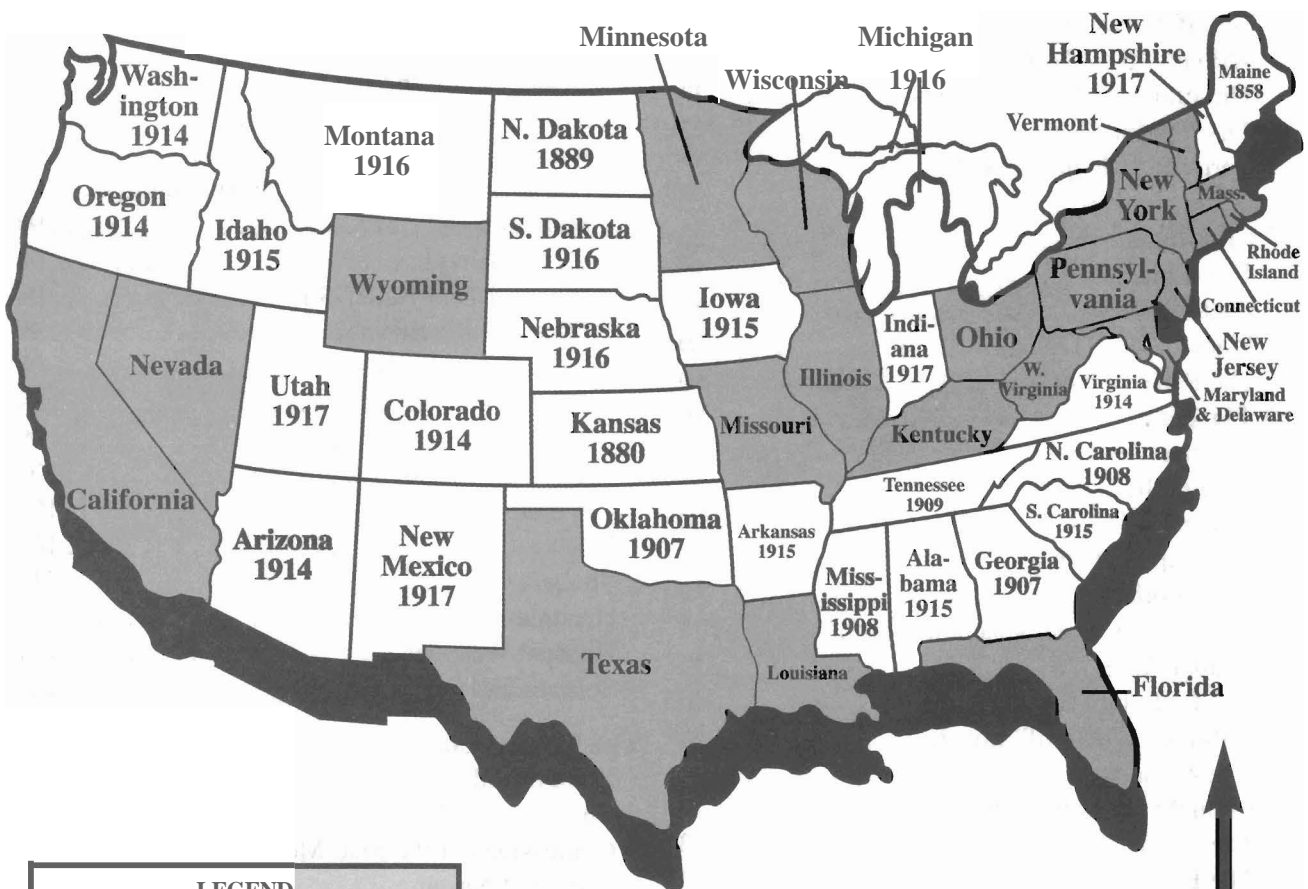 Minnesota
Michigan
1916
Wisconsin
New
Hampshire
1917
Maine
1858
Vermont
Wash-
ington
1914
Montana
1916
N. Dakota
1889
Oregon
1914
Idaho
1915
S. Dakota
1916
Wyoming
New
York
Mass.
Rhode
Island
Pennsyl-
vania
Connecticut
Iowa
1915
Nebraska
1916
Nevada
Utah
1917
Colorado
1914
Kansas
1880
Missouri
Illinois
Indi-
ana
1917
Ohio
W.
Virginia
Virginia
1914
New
Jersey
Maryland
& Delaware
Kentucky
California
Arizona
1914
New
Mexico
1917
Oklahoma
1907
Arkansas
1915
Tennessee
1909
N. Carolina
1908
S. Carolina
1915
Miss-
issippi
1908
Ala-
bama
1915
Georgia
1907
Texas
Louisiana
Florida
LEGEND